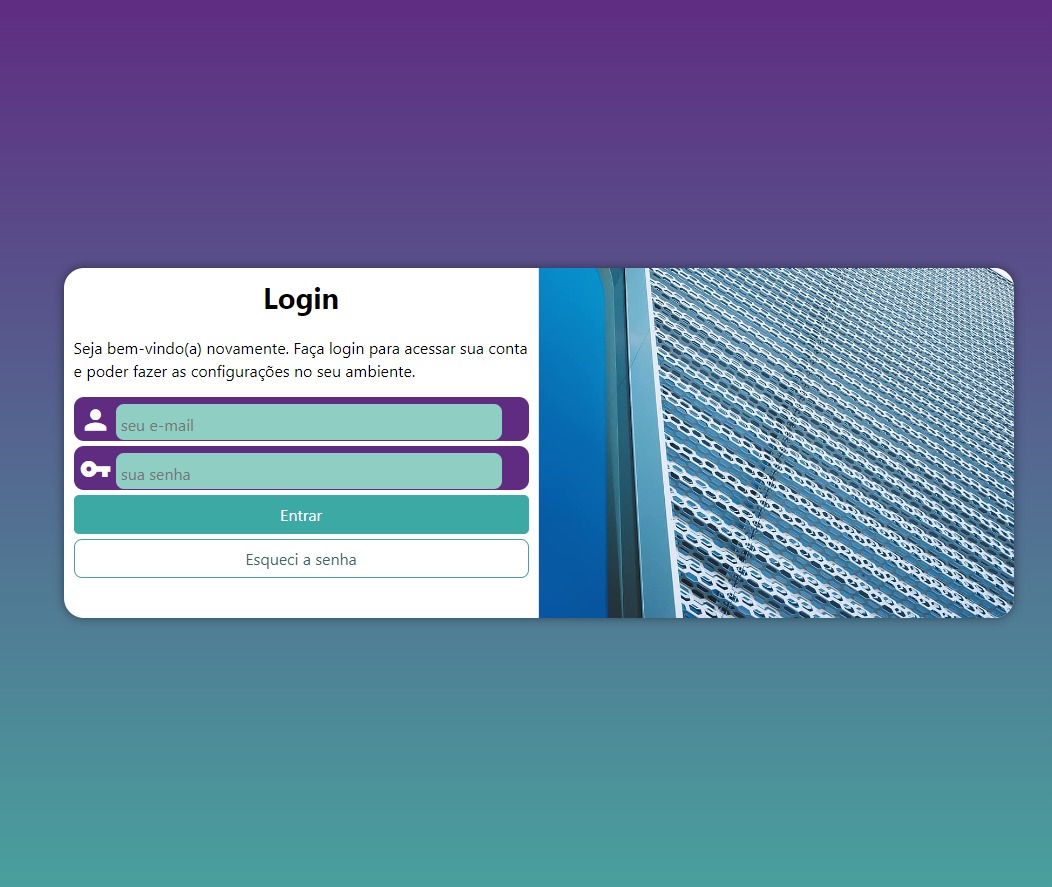 Login
Seja bem-vindo(a) novamente. Faça login para acessar sua conta
e poder fazer as configurações no seu ambiente.
seu e-mail
sua senha
Entrar
Esqueci a senha